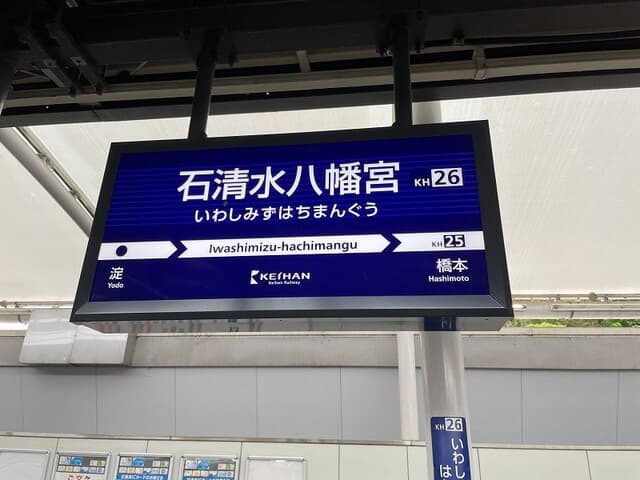 石清水八幡宮 KH 26
いわしみずはちまんぐう
Iwashimizu-hachimangu
KH 25
淀
Yodo
橋本
Hashimoto
KEIHAN
Keihan Railway
KH 26
いわし
は